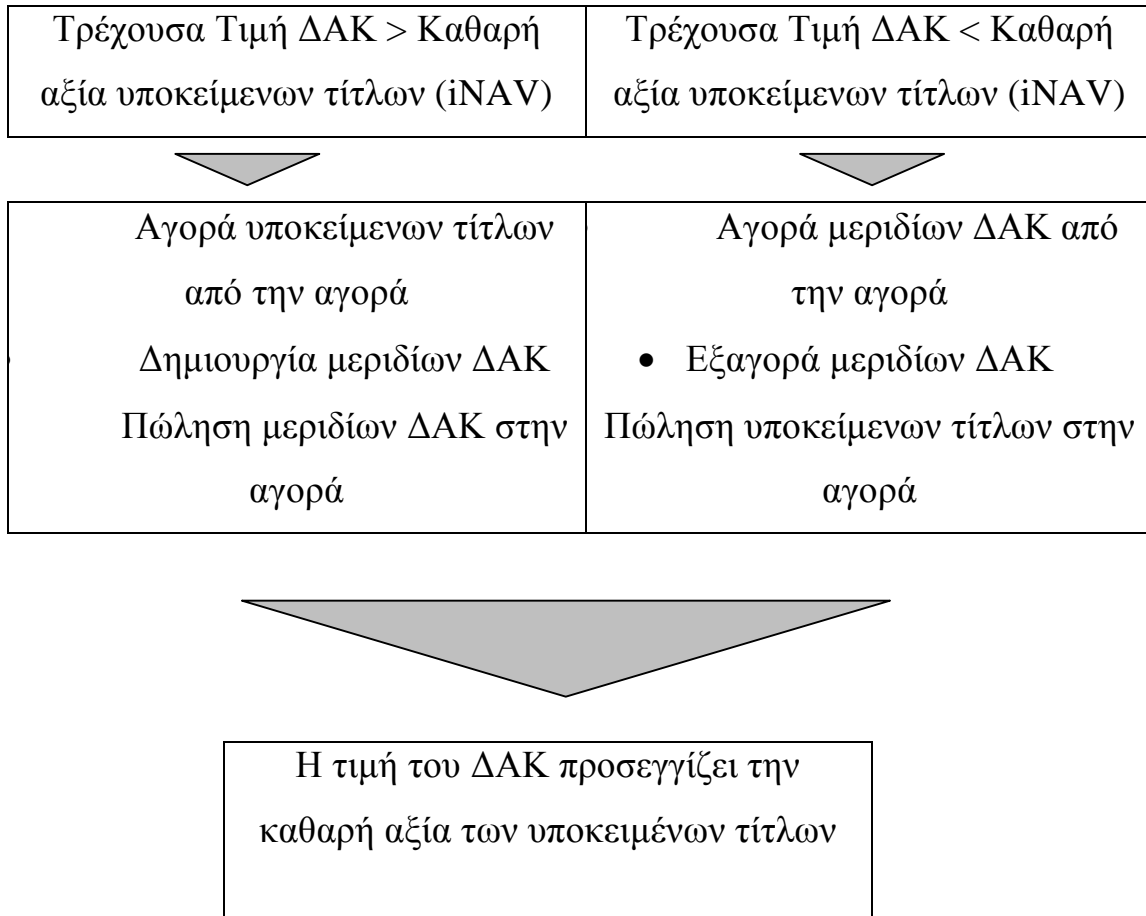 Τρέχουσα Τιμή ΔΑΚ > Καθαρή
αξία υποκείμενων τίτλων (iNAV)
Τρέχουσα Τιμή ΔΑΚ < Καθαρή
αξία υποκείμενων τίτλων (iNAV)
Αγορά υποκείμενων τίτλων
από την αγορά
Δημιουργία μεριδίων ΔΑΚ
Πώληση μεριδίων ΔΑΚ στην
αγορά
Αγορά μεριδίων ΔΑΚ από
την αγορά
• Εξαγορά μεριδίων ΔΑΚ
Πώληση υποκείμενων τίτλων στην
αγορά
Η τιμή του ΔΑΚ προσεγγίζει την
καθαρή αξία των υποκειμένων τίτλων